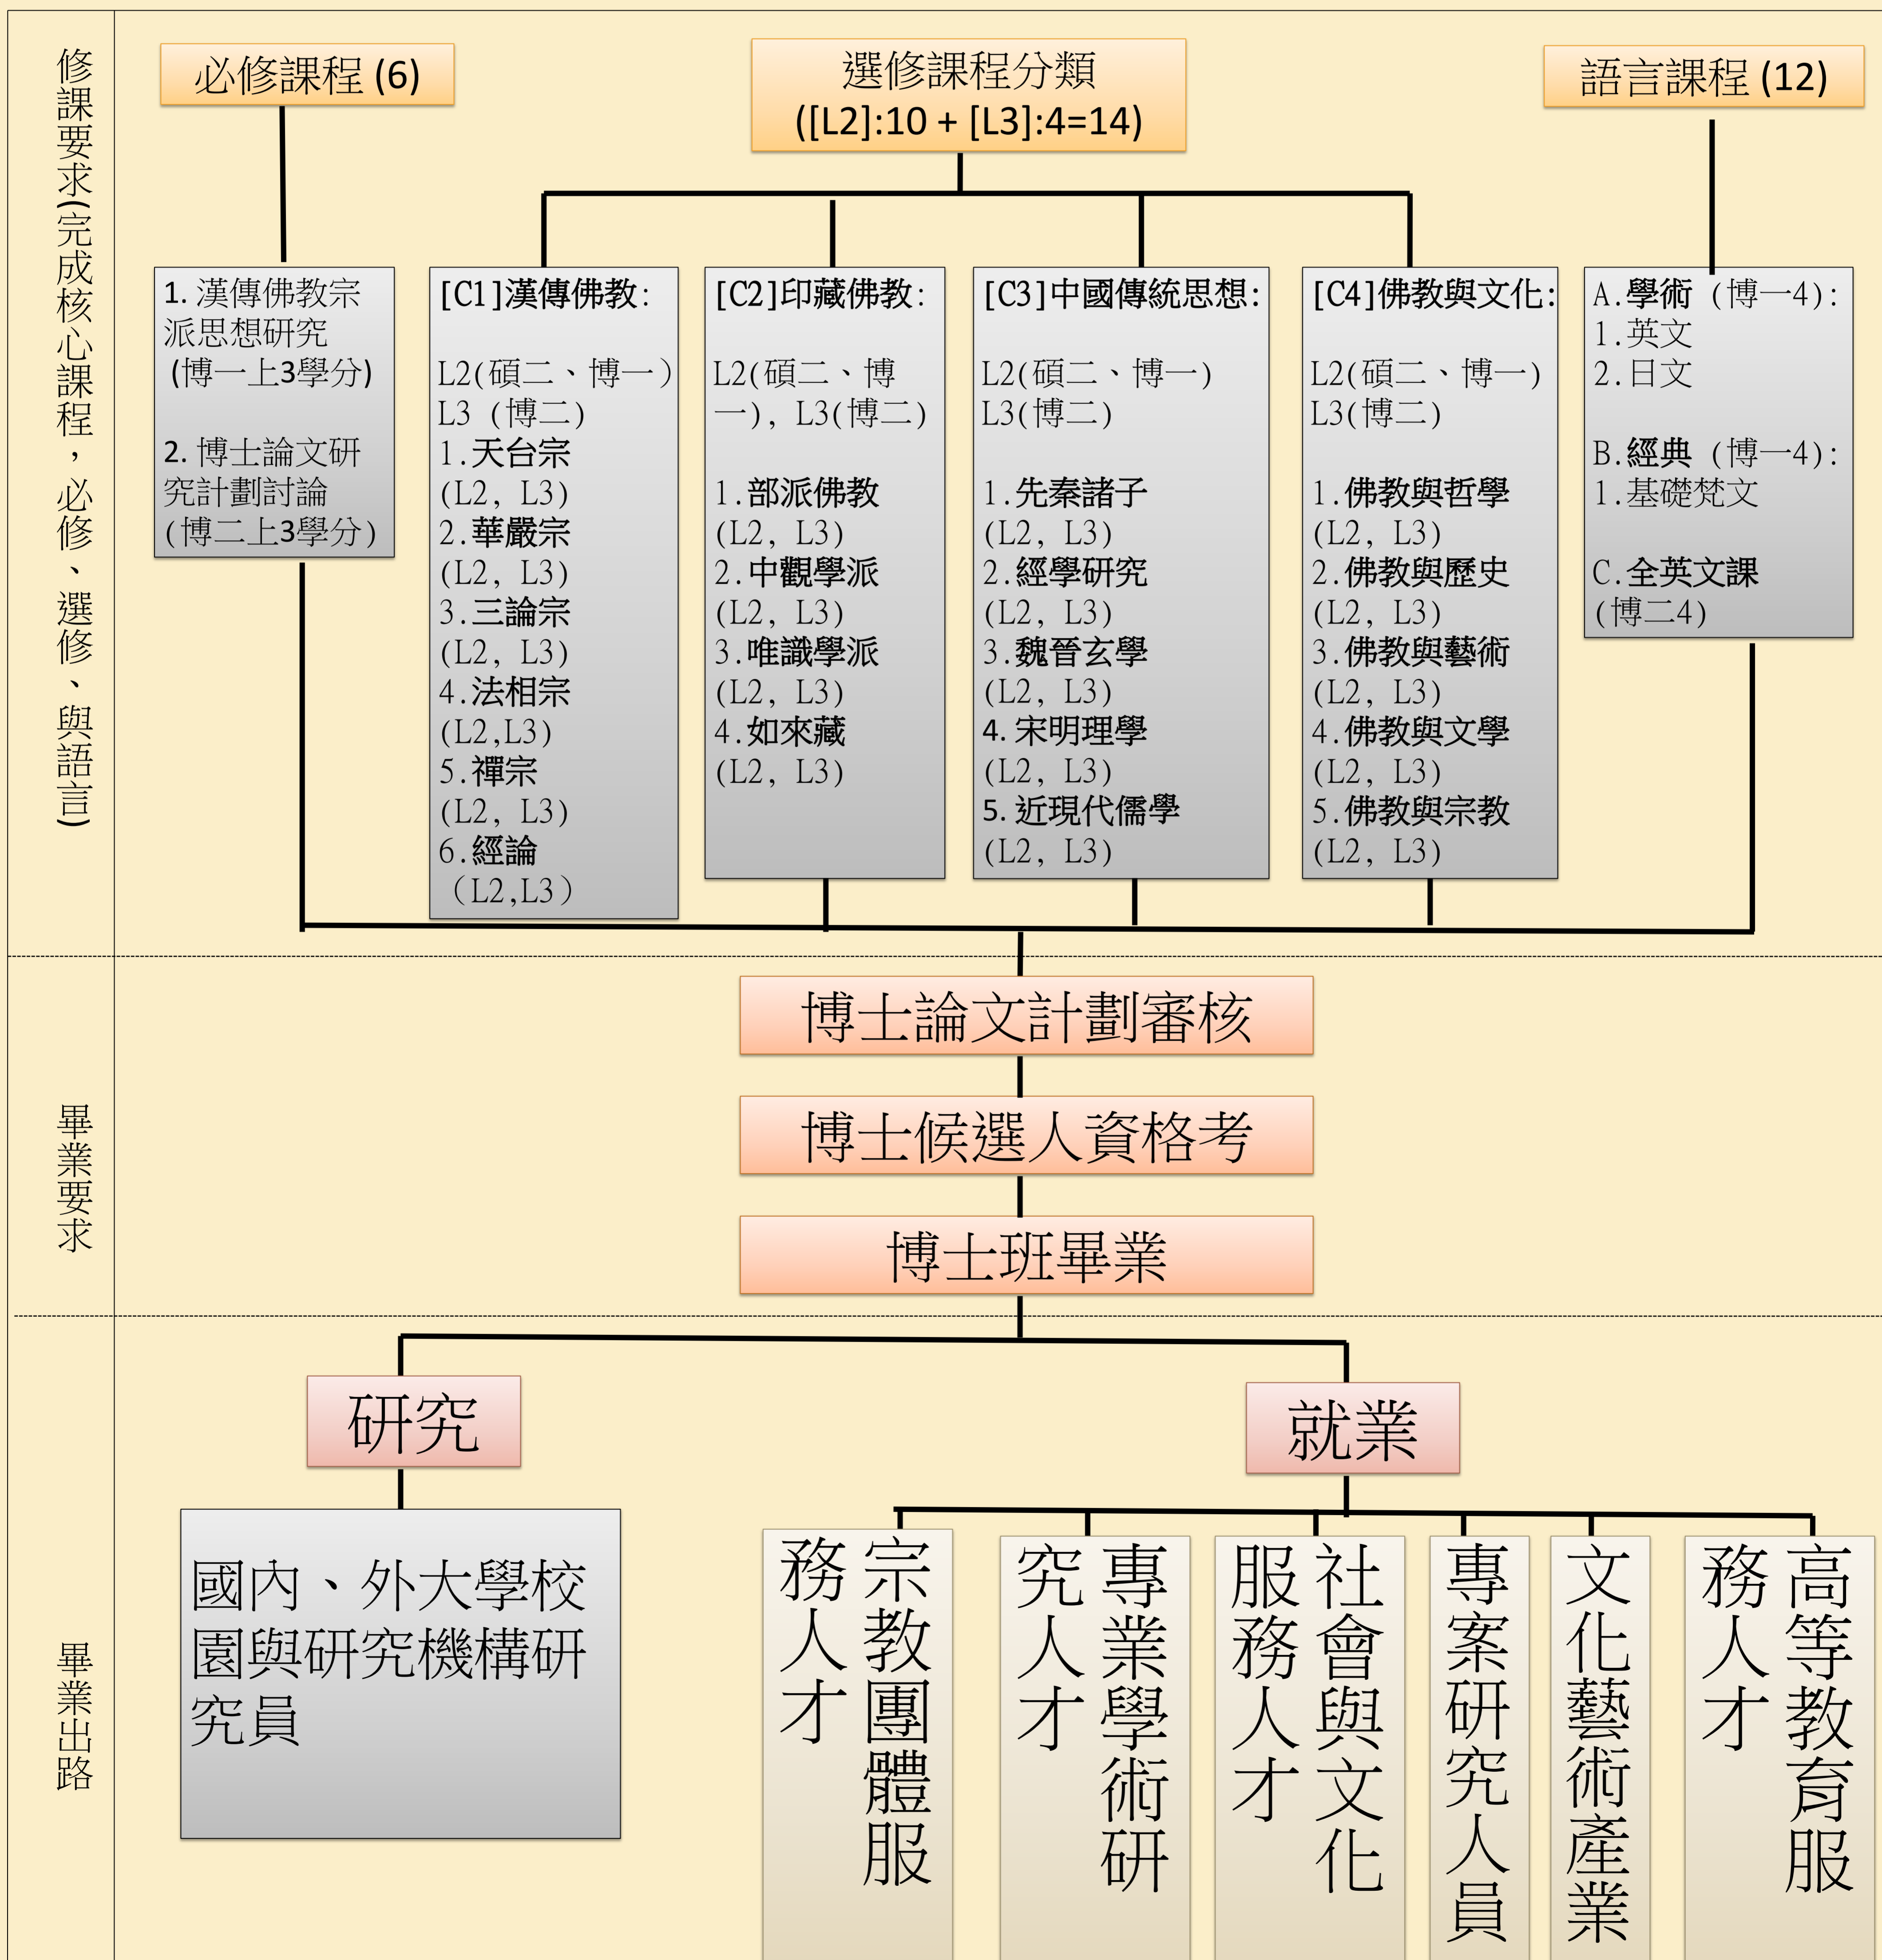 修課要求(完成核心課程，必修、選修、與語言)
必修課程 (6)
選修課程分類
([L2]:10 + [L3]:4=14)
語言課程 (12)
1. 漢傳佛教宗
派思想研究
(博一上3學分)
2. 博士論文研
究計劃討論
(博二上3學分)
[C1]漢傳佛教:
L2(碩二、博一)
L3 (博二)
1.天台宗
(L2, L3)
2.華嚴宗
(L2, L3)
3.三論宗
(L2, L3)
4.法相宗
(L2,L3)
5.禪宗
(L2, L3)
6.經論
（L2,L3）
[C2]印藏佛教:
L2(碩二、博
一), L3(博二)
1.部派佛教
(L2, L3)
2.中觀學派
(L2, L3)
3.唯識學派
(L2, L3)
4.如來藏
(L2, L3)
[C3]中國傳統思想:
L2(碩二、博一)
L3(博二)
1.先秦諸子
(L2, L3)
2.經學研究
(L2, L3)
3.魏晉玄學
(L2, L3)
4. 宋明理學
(L2, L3)
5. 近現代儒學
(L2, L3)
[C4]佛教與文化:
L2(碩二、博一)
L3(博二)
1.佛教與哲學
(L2, L3)
2.佛教與歷史
(L2, L3)
3.佛教與藝術
(L2, L3)
4.佛教與文學
(L2, L3)
5.佛教與宗教
(L2, L3)
A.學術 (博一4):
1.英文
2.日文
B.經典 (博一4):
1.基礎梵文
C.全英文課
(博二4)
畢業要求
博士論文計劃審核
博士候選人資格考
博士班畢業
畢業出路
研究
國內、外大學校
園與研究機構研
究員
就業
宗教團體服
務人才
專業學術研
究人才
社會與文化
服務人才
專案研究人員
文化藝術產業
高等教育服
務人才